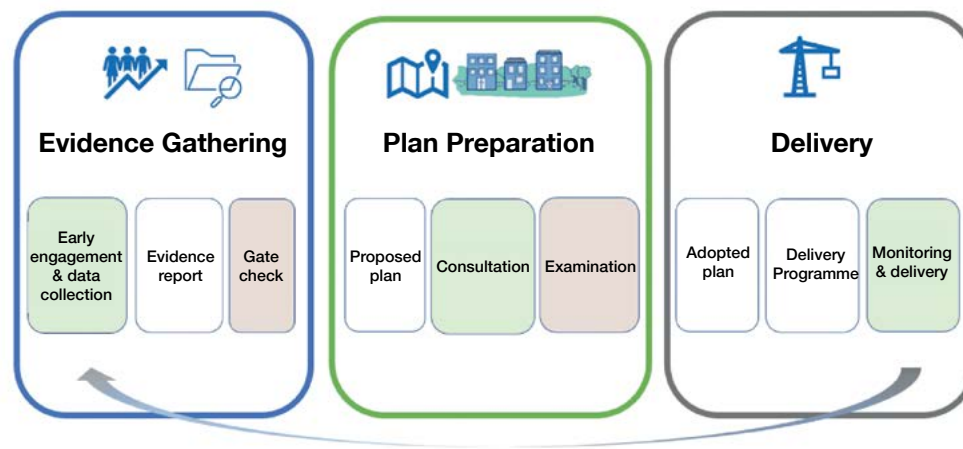 Evidence Gathering
Early
engagement
& data
collection
Evidence
report
Gate
check
Plan Preparation
Proposed
plan
Consultation
Examination
Delivery
Adopted
plan
Delivery
Programme
Monitoring
& delivery